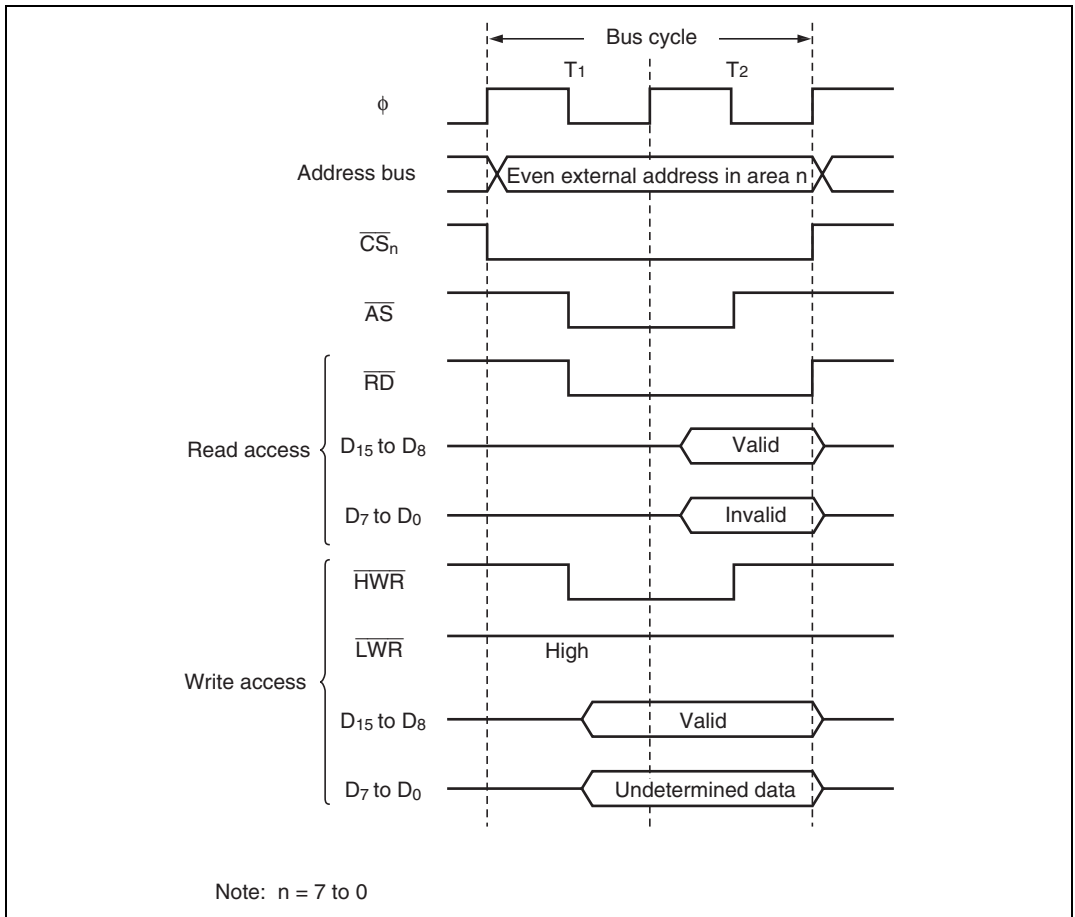 Bus cycle
T1 T2
φ
Address bus Even external address in area n
CSn
AS
RD
Read access
D15 to D8 Valid
D7 to D0 Invalid
HWR
LWR High
Write access
D15 to D8 Valid
D7 to D0 Undetermined data
Note: n = 7 to 0